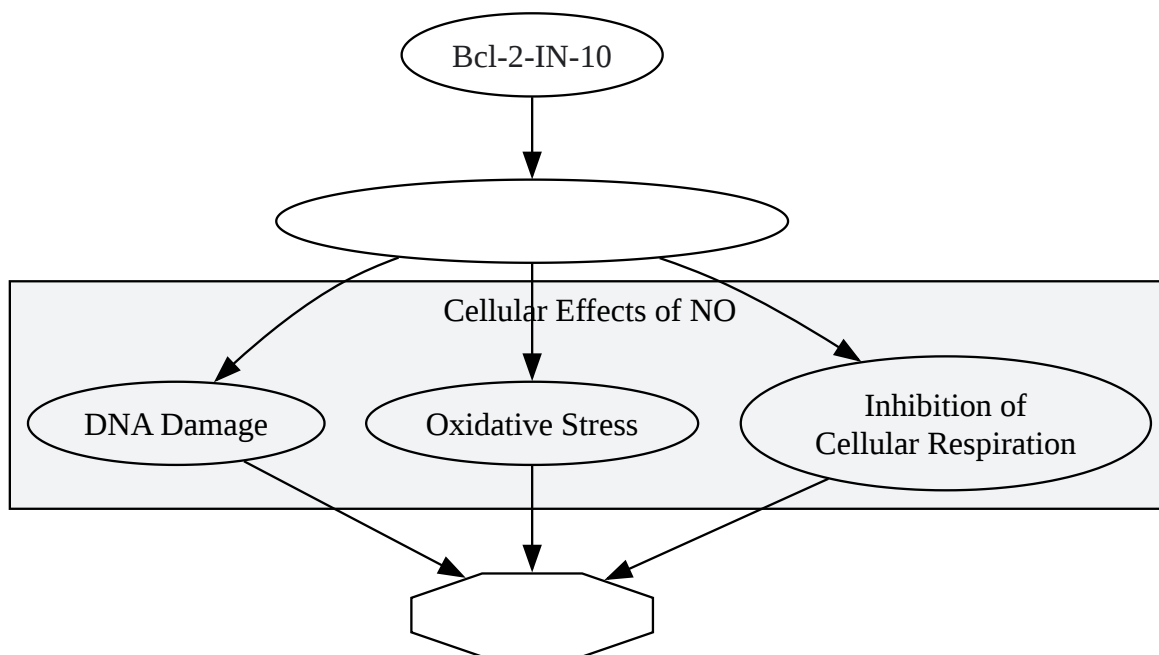 Bcl-2-IN-10
Cellular Effects of NO
DNA Damage
Oxidative Stress
Inhibition of
Cellular Respiration